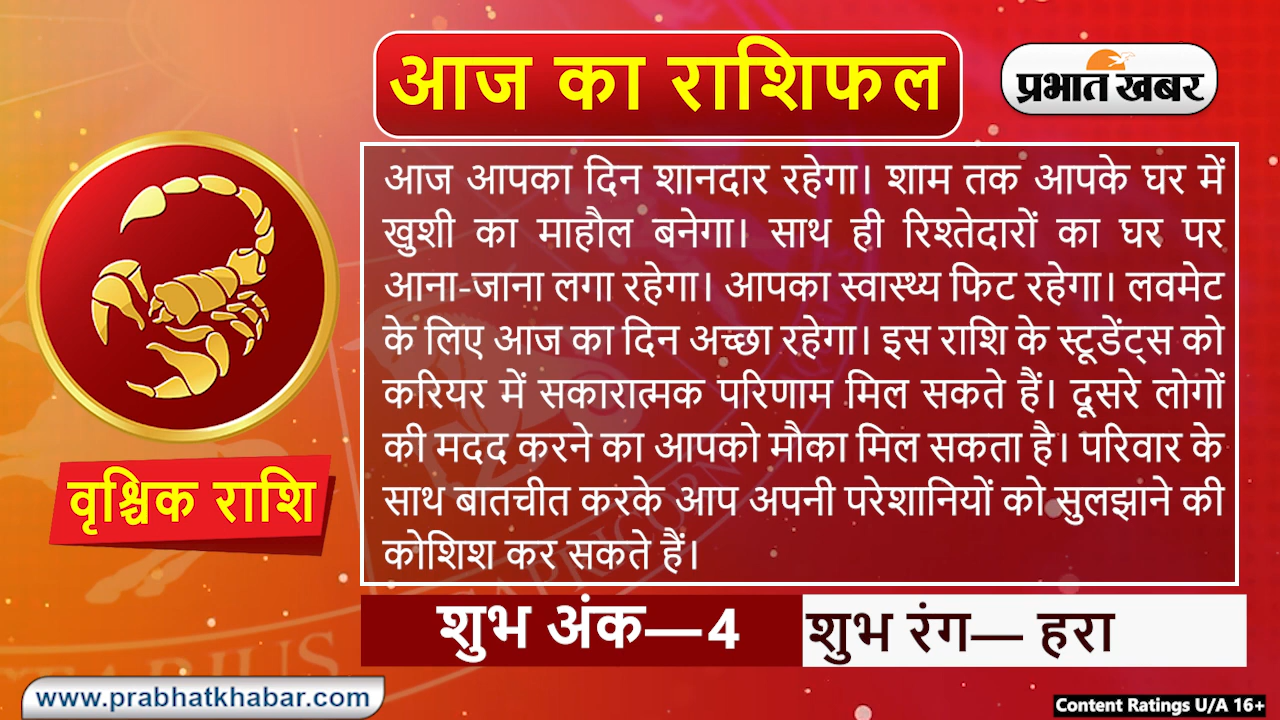 आज का राशिफल
प्रभात खबर
आज आपका दिन शानदार रहेगा। शाम तक आपके घर में
खुशी का माहौल बनेगा। साथ ही रिश्तेदारों का घर पर
आना-जाना लगा रहेगा। आपका स्वास्थ्य फिट रहेगा। लवमेट
के लिए आज का दिन अच्छा रहेगा। इस राशि के स्टूडेंट्स को
करियर में सकारात्मक परिणाम मिल सकते हैं। दूसरे लोगों
की मदद करने का आपको मौका मिल सकता है। परिवार के
साथ बातचीत करके आप अपनी परेशानियों को सुलझाने की
कोशिश कर सकते हैं।
वृश्चिक राशि
शुभ अंक—4
शुभ रंग— हरा
CAPRICORN
www.prabhatkhabar.com
Content Ratings U/A 16+